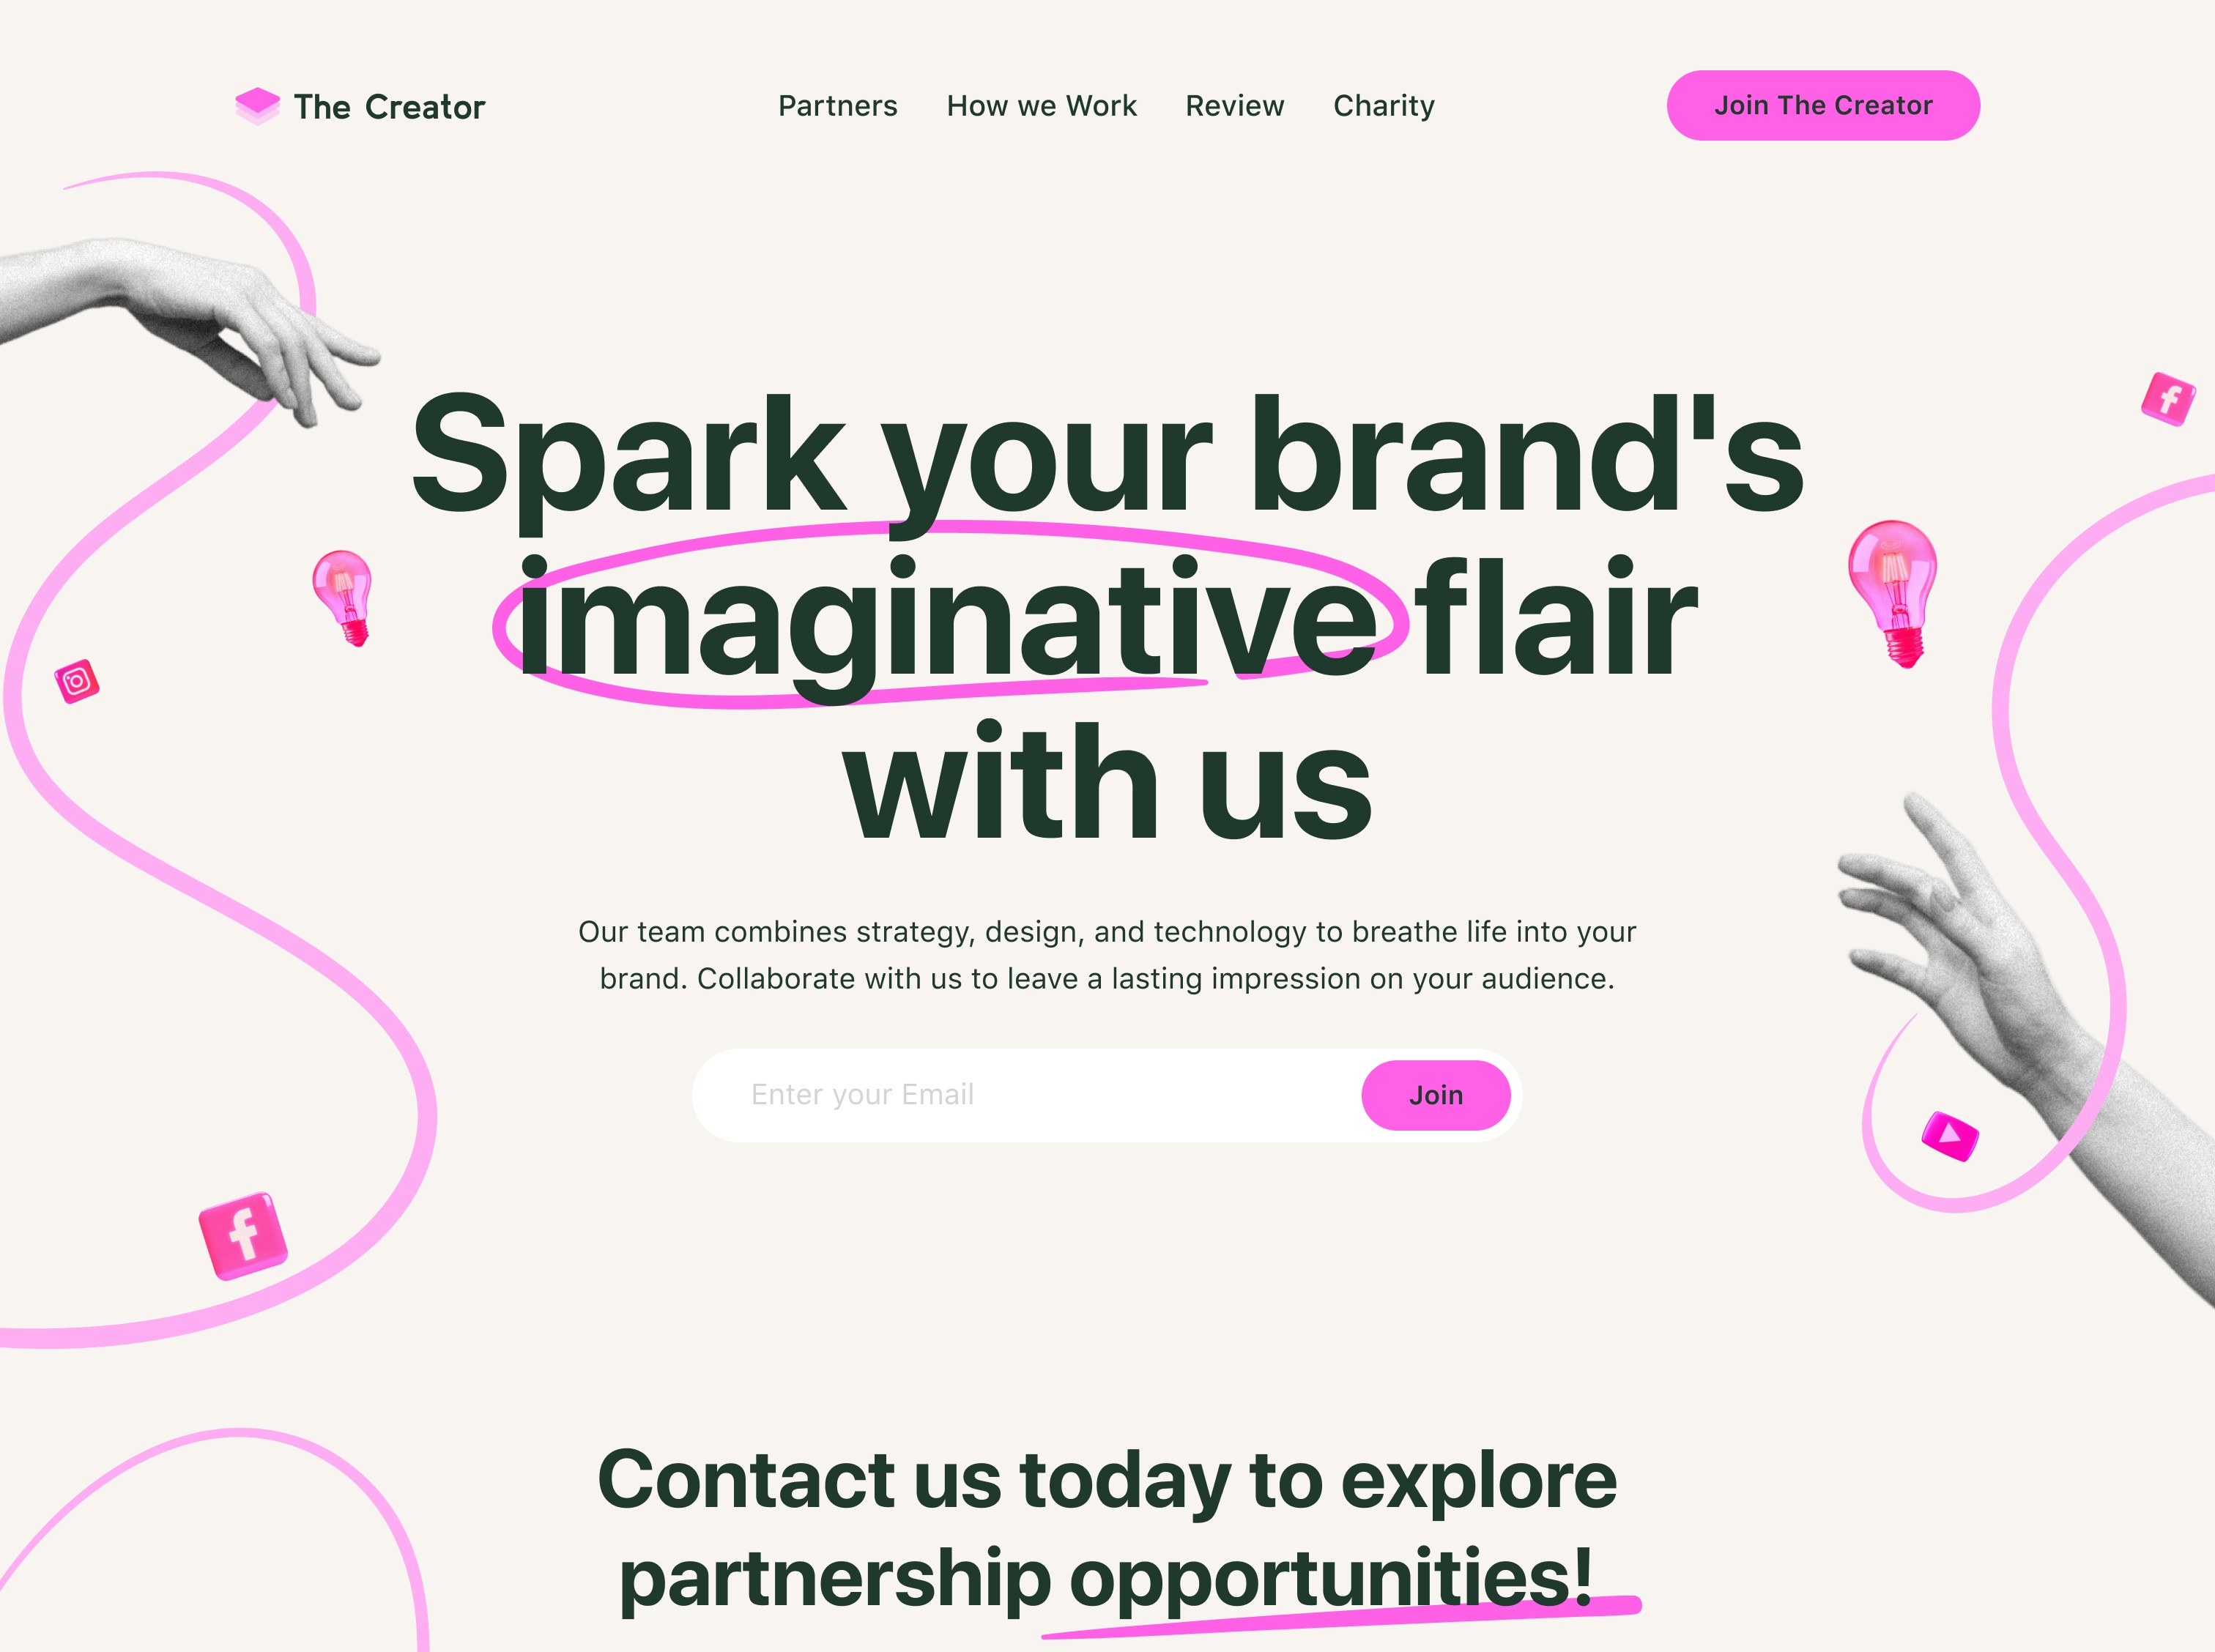 The Creator
Partners
How we Work
Review
Charity
Join The Creator
Spark your brand's
imaginative flair
with us
Our team combines strategy, design, and technology to breathe life into your
brand. Collaborate with us to leave a lasting impression on your audience.
Enter your Email
Join
Contact us today to explore
partnership opportunities!